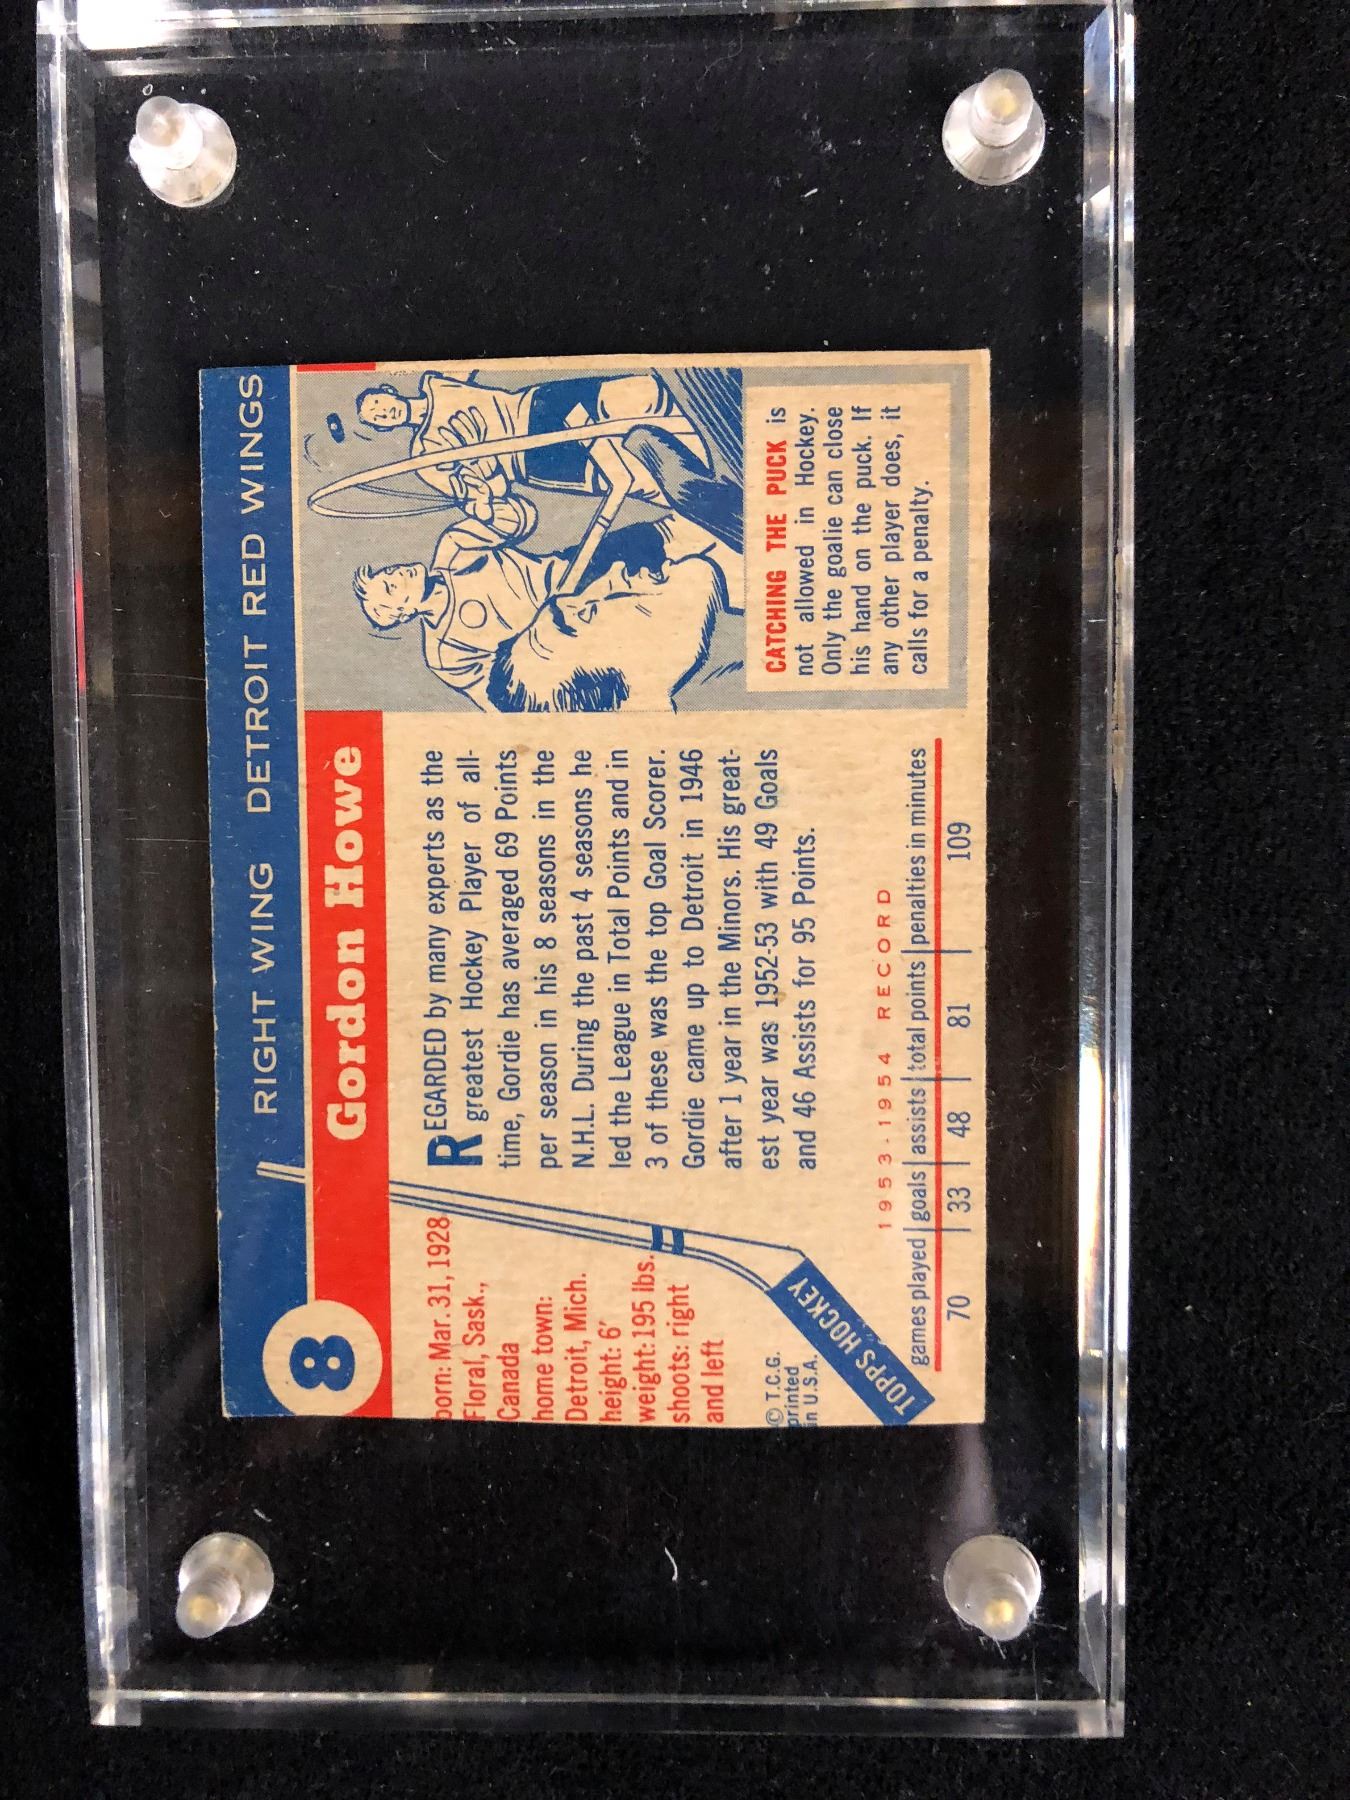 RIGHT WING DETROIT RED WINGS
8
Gordon Howe
born: Mar. 31, 1928
Floral, Sask.,
Canada
home town:
Detroit, Mich.
height: 6'
weight: 195 lbs.
shoots: right
and left
© T.C.G.
printed
in U.S.A.
TOPPS HOCKEY
REGARDED by many experts as the
greatest Hockey Player of all-
time, Gordie has averaged 69 Points
per season in his 8 seasons in the
N.H.L. During the past 4 seasons he
led the League in Total Points and in
3 of these was the top Goal Scorer.
Gordie came up to Detroit in 1946
after 1 year in the Minors. His great-
est year was 1952-53 with 49 Goals
and 46 Assists for 95 Points.
CATCHING THE PUCK is
not allowed in Hockey.
Only the goalie can close
his hand on the puck. If
any other player does, it
calls for a penalty.
1953-1954 RECORD
games played goals assists total points penalties in minutes
70 33 48 81 109